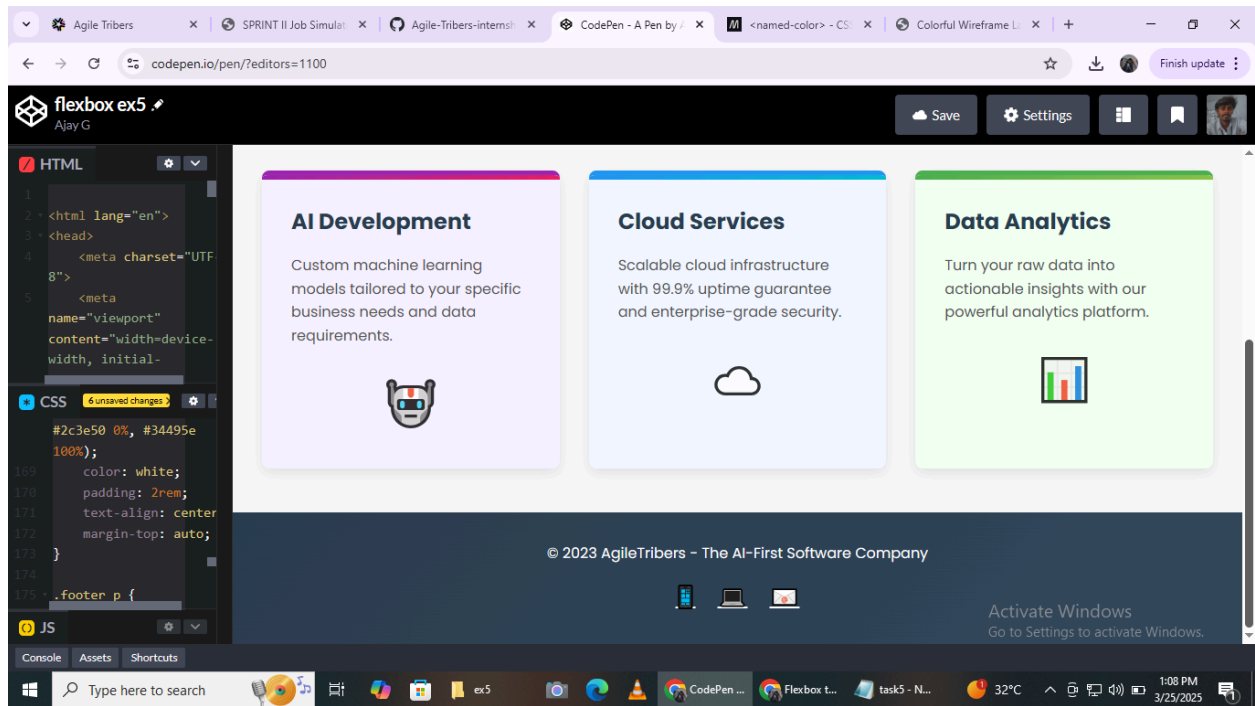 Agile Tribers
SPRINT II Job Simulat
Agile-Tribers-internsh
CodePen - A Pen by A
<named-color> - CSS
Colorful Wireframe La
codepen.io/pen/?editors=1100
Finish update
flexbox ex5
Ajay G
Save
Settings
HTML
1
2 <html lang="en">
3 <head>
4 <meta charset="UTF-
8">
5 <meta
name="viewport"
content="width=device-
width, initial-
CSS
6 unsaved changes
#2c3e50 0%, #34495e
100%);
169 color: white;
170 padding: 2rem;
171 text-align: center
172 margin-top: auto;
173 }
174
175 .footer p {
JS
AI Development
Custom machine learning
models tailored to your specific
business needs and data
requirements.
Cloud Services
Scalable cloud infrastructure
with 99.9% uptime guarantee
and enterprise-grade security.
Data Analytics
Turn your raw data into
actionable insights with our
powerful analytics platform.
© 2023 AgileTribers - The AI-First Software Company
Activate Windows
Go to Settings to activate Windows.
Console Assets Shortcuts
Type here to search
ex5
CodePen ...
Flexbox t...
task5 - N...
1
32°C
1:08 PM
3/25/2025
1